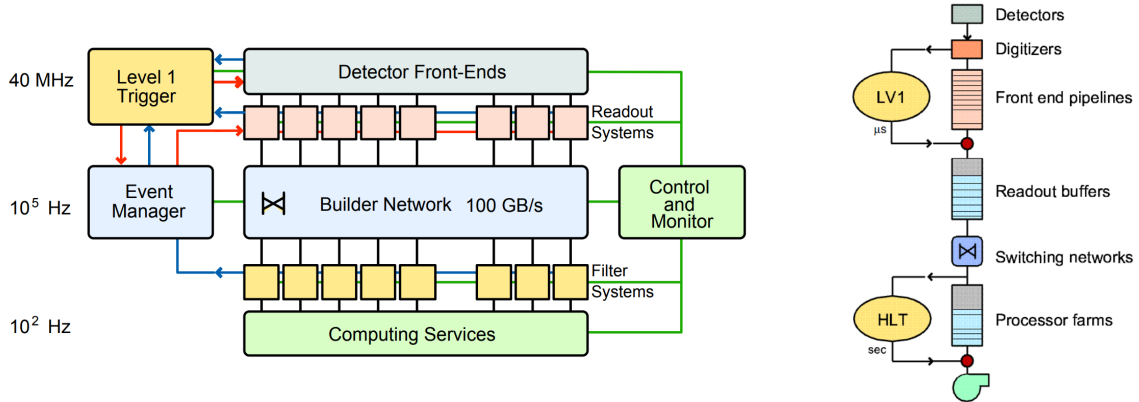 40 MHz
Level 1
Trigger
Detector Front-Ends
Readout
Systems
10⁵ Hz
Event
Manager
Builder Network 100 GB/s
Control
and
Monitor
Filter
Systems
10² Hz
Computing Services
Detectors
Digitizers
LV1
µs
Front end pipelines
Readout buffers
Switching networks
HLT
sec
Processor farms